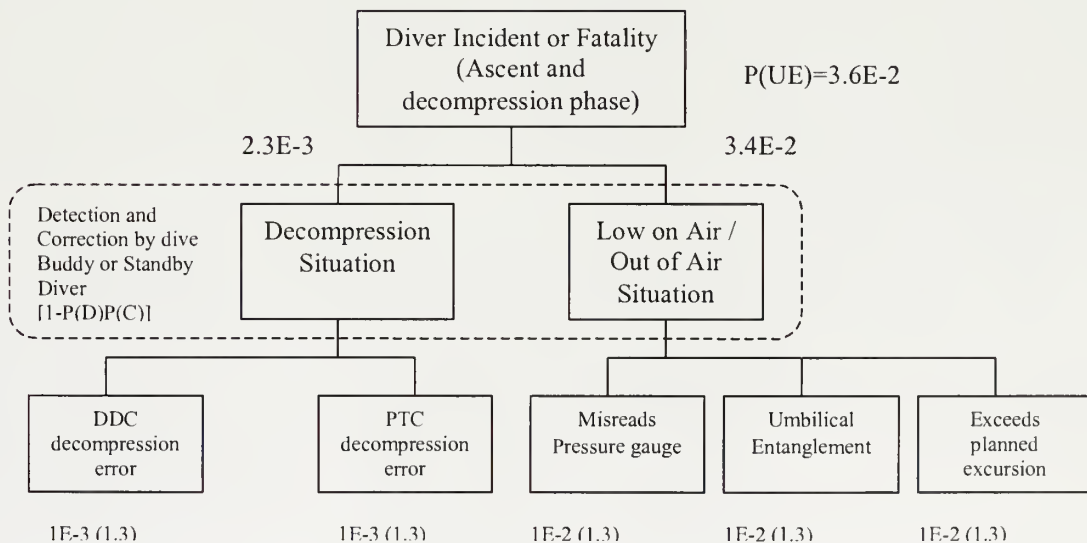 Diver Incident or Fatality
(Ascent and
decompression phase)
P(UE)=3.6E-2
2.3E-3
3.4E-2
Detection and
Correction by dive
Buddy or Standby
Diver
[1-P(D)P(C)]
Decompression
Situation
Low on Air /
Out of Air
Situation
DDC
decompression
error
PTC
decompression
error
Misreads
Pressure gauge
Umbilical
Entanglement
Exceeds
planned
excursion
1E-3 (1.3)
1E-3 (1.3)
1E-2 (1.3)
1E-2 (1.3)
1E-2 (1.3)